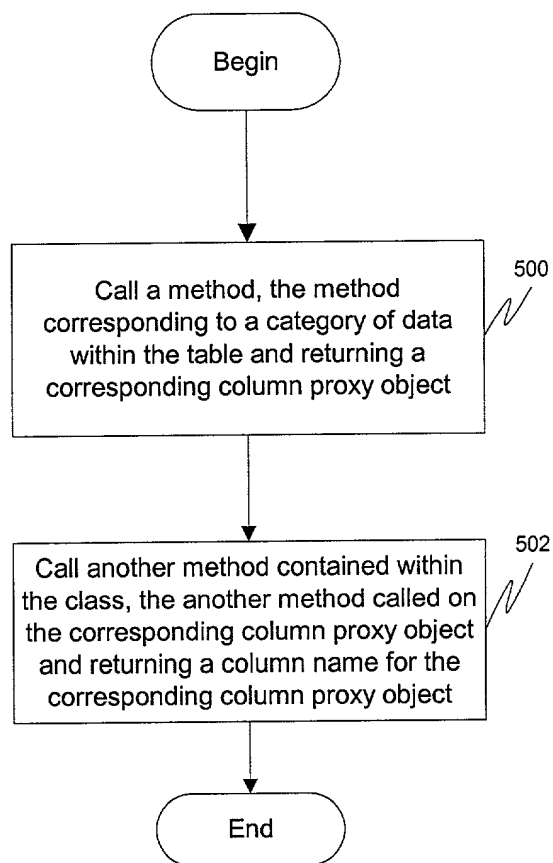 Begin
500
Call a method, the method
corresponding to a category of data
within the table and returning a
corresponding column proxy object
502
Call another method contained within
the class, the another method called on
the corresponding column proxy object
and returning a column name for the
corresponding column proxy object
End